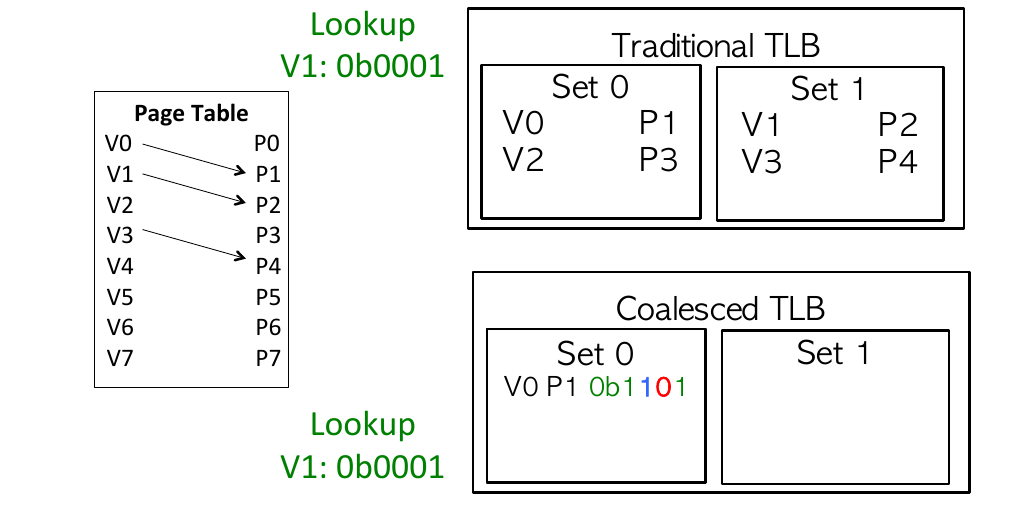 Lookup
V1: 0b0001
Page Table
V0 P0
V1 P1
V2 P2
V3 P3
V4 P4
V5 P5
V6 P6
V7 P7
Traditional TLB
Set 0
V0 P1
V2 P3
Set 1
V1 P2
V3 P4
Lookup
V1: 0b0001
Coalesced TLB
Set 0
V0 P1 0b1101
Set 1